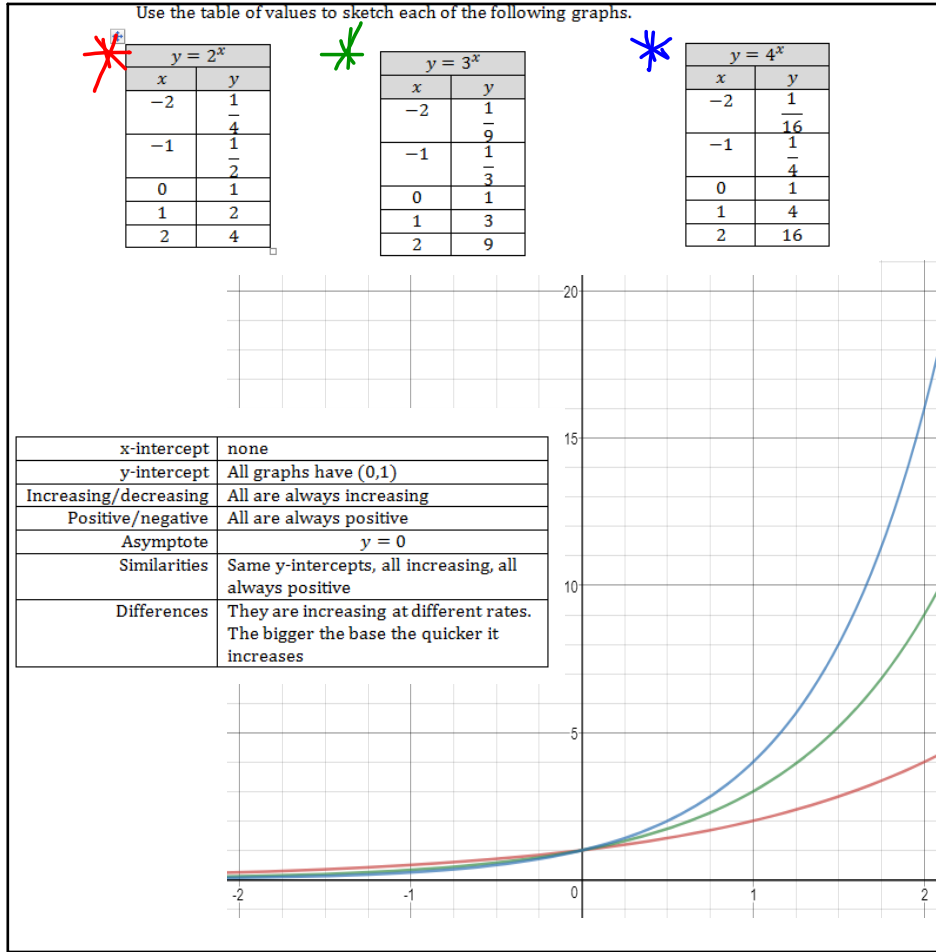 Use the table of values to sketch each of the following graphs.
y = 2ˣ
x y
−2 1/4
−1 1/2
0 1
1 2
2 4
y = 3ˣ
x y
−2 1/9
−1 1/3
0 1
1 3
2 9
y = 4ˣ
x y
−2 1/16
−1 1/4
0 1
1 4
2 16
x-intercept none
y-intercept All graphs have (0,1)
Increasing/decreasing All are always increasing
Positive/negative All are always positive
Asymptote y = 0
Similarities Same y-intercepts, all increasing, all
always positive
Differences They are increasing at different rates.
The bigger the base the quicker it
increases
20
15
10
5
-2 -1 0 1 2